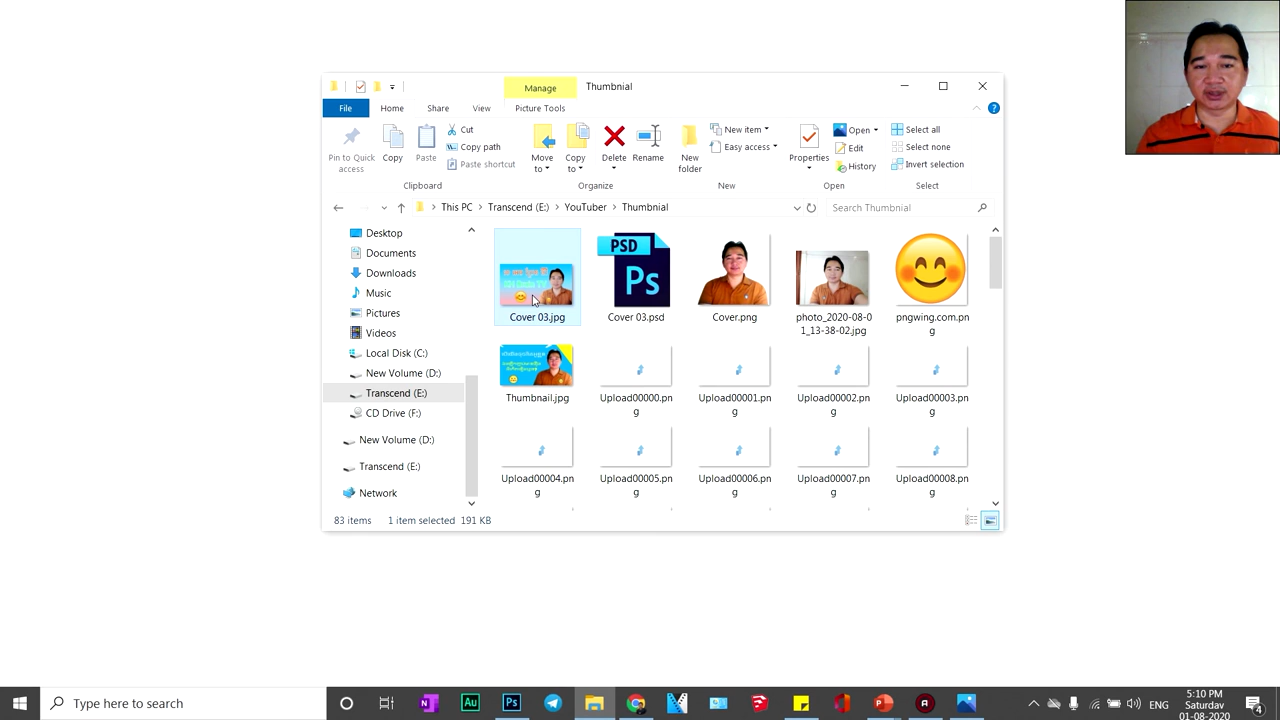 Manage
Thumbnial
File
Home
Share
View
Picture Tools
Pin to Quick
access
Copy
Paste
Cut
Copy path
Paste shortcut
Move
to
Copy
to
Delete
Rename
New
folder
New item
Easy access
Properties
Open
Edit
History
Select all
Select none
Invert selection
Clipboard
Organize
New
Open
Select
This PC
Transcend (E:)
YouTuber
Thumbnial
Search Thumbnial
Desktop
Documents
Downloads
Music
Pictures
Videos
Local Disk (C:)
New Volume (D:)
Transcend (E:)
CD Drive (F:)
New Volume (D:)
Transcend (E:)
Network
PSD
Ps
Cover 03.jpg
Cover 03.psd
Cover.png
photo_2020-08-0
1_13-38-02.jpg
pngwing.com.pn
g
Thumbnail.jpg
Upload00000.pn
g
Upload00001.pn
g
Upload00002.pn
g
Upload00003.pn
g
Upload00004.pn
g
Upload00005.pn
g
Upload00006.pn
g
Upload00007.pn
g
Upload00008.pn
g
83 items
1 item selected 191 KB
Type here to search
N
Au
Ps
ENG
5:10 PM
Saturday
01-08-2020
4